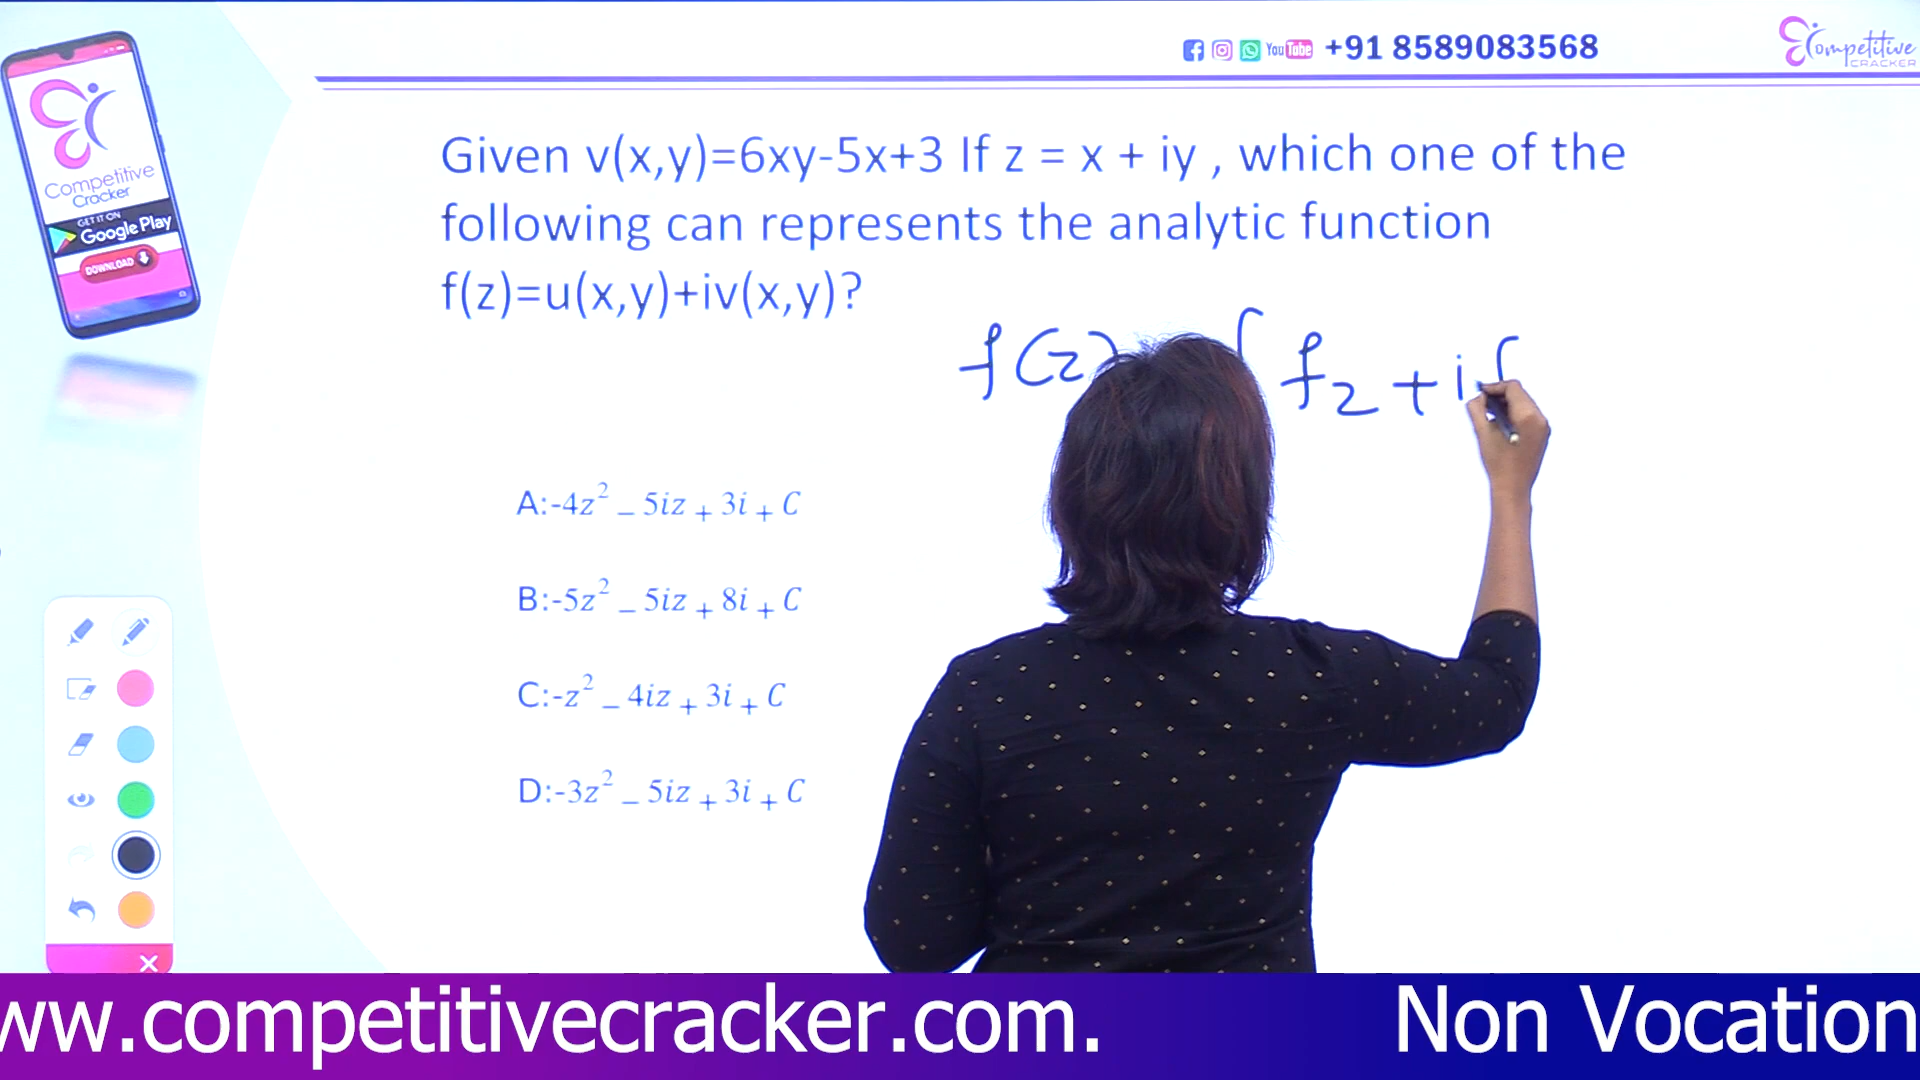 You Tube +91 8589083568
Competitive
CRACKER
Competitive
Cracker
GET IT ON
Google Play
DOWNLOAD
Given v(x,y)=6xy-5x+3 If z = x + iy , which one of the
following can represents the analytic function
f(z)=u(x,y)+iv(x,y)?
f(z) ∫ f₂ + i
A:-4z² – 5iz + 3i + C
B:-5z² – 5iz + 8i + C
C:-z² – 4iz + 3i + C
D:-3z² – 5iz + 3i + C
ww.competitivecracker.com. Non Vocation